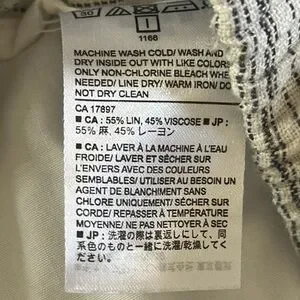 30
1166
MACHINE WASH COLD/ WASH AND
DRY INSIDE OUT WITH LIKE COLORS
ONLY NON-CHLORINE BLEACH WHEN
NEEDED/ LINE DRY/ WARM IRON/ DO
NOT DRY CLEAN
CA 17897
■ CA : 55% LIN, 45% VISCOSE ■ JP :
55% 麻, 45% レーヨン
■ CA : LAVER À LA MACHINE À L'EAU
FROIDE/ LAVER ET SÉCHER SUR
L'ENVERS AVEC DES COULEURS
SEMBLABLES/ UTILISER AU BESOIN UN
AGENT DE BLANCHIMENT SANS
CHLORE UNIQUEMENT/ SÉCHER SUR
CORDE/ REPASSER À TEMPÉRATURE
MOYENNE/ NE PAS NETTOYER À SEC
■ JP : 洗濯の際は裏返しにして、同
系色のものと一緒に洗濯/乾燥してく
ださい。